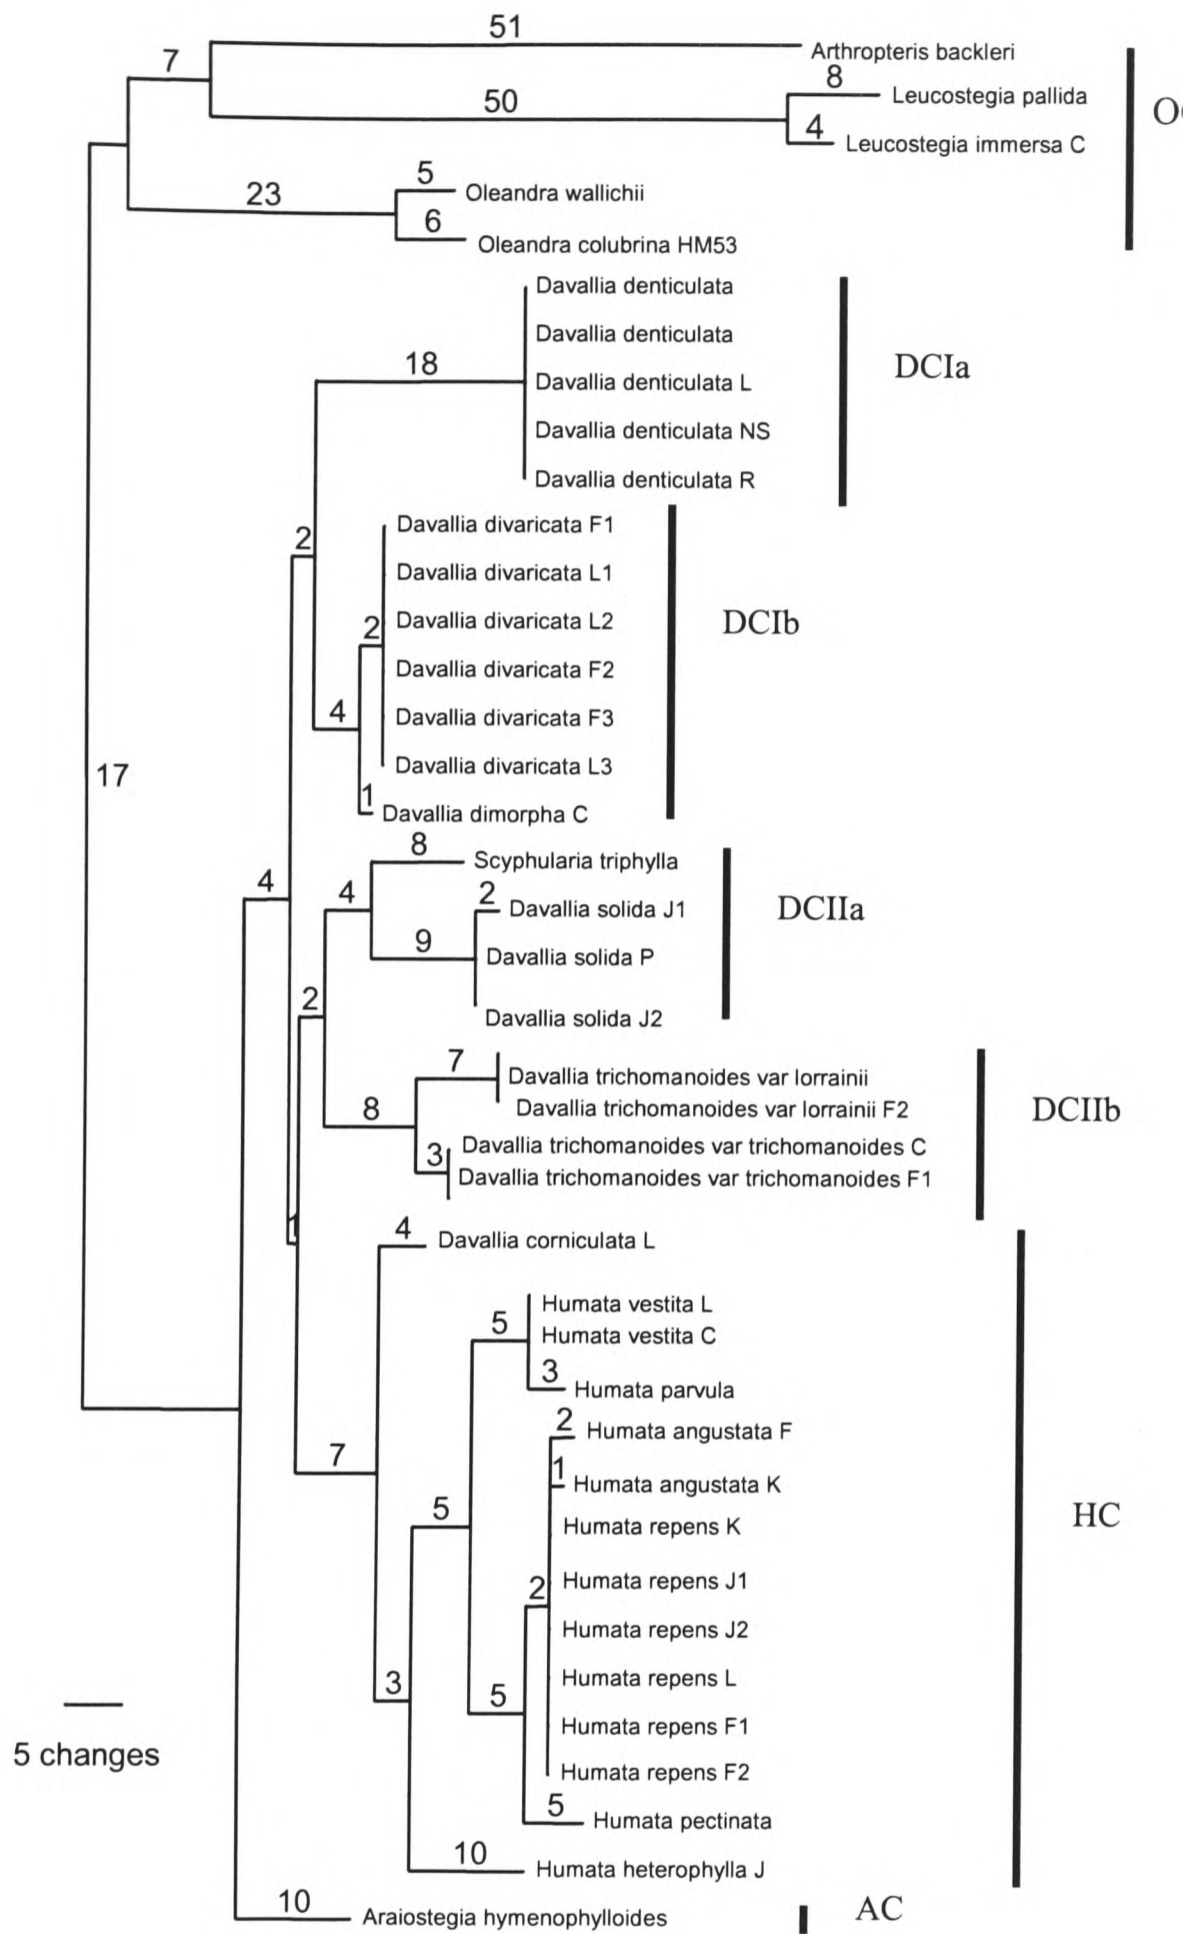 51
Arthropteris backleri
7
8
Leucostegia pallida
50
4
Leucostegia immersa C
5
Oleandra wallichii
23
6
Oleandra colubrina HM53
Davallia denticulata
Davallia denticulata
18
Davallia denticulata L
DCIa
Davallia denticulata NS
Davallia denticulata R
Davallia divaricata F1
2
Davallia divaricata L1
Davallia divaricata L2
DCIb
2
Davallia divaricata F2
4
Davallia divaricata F3
17
Davallia divaricata L3
1
Davallia dimorpha C
8
Scyphularia triphylla
4
4
2
Davallia solida J1
DCIIa
9
Davallia solida P
2
Davallia solida J2
7
Davallia trichomanoides var lorrainii
8
Davallia trichomanoides var lorrainii F2
DCIIb
3
Davallia trichomanoides var trichomanoides C
Davallia trichomanoides var trichomanoides F1
1
4
Davallia corniculata L
Humata vestita L
5
Humata vestita C
3
Humata parvula
2
Humata angustata F
7
1
Humata angustata K
5
Humata repens K
HC
Humata repens J1
2
Humata repens J2
3
Humata repens L
5
Humata repens F1
5 changes
Humata repens F2
5
Humata pectinata
10
Humata heterophylla J
10
Araiostegia hymenophylloides
AC